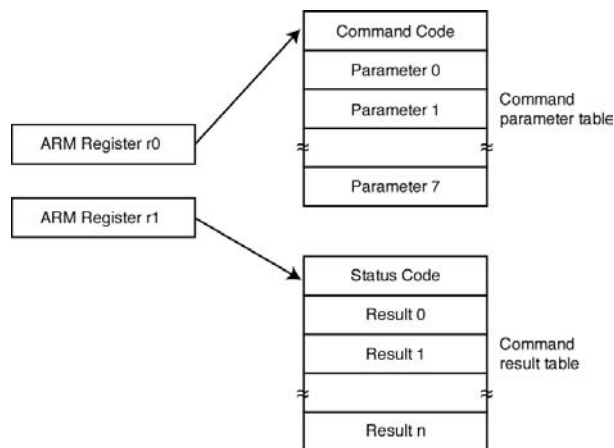 Command Code
Parameter 0
Parameter 1
Parameter 7
Command
parameter table
ARM Register r0
ARM Register r1
Status Code
Result 0
Result 1
Result n
Command
result table